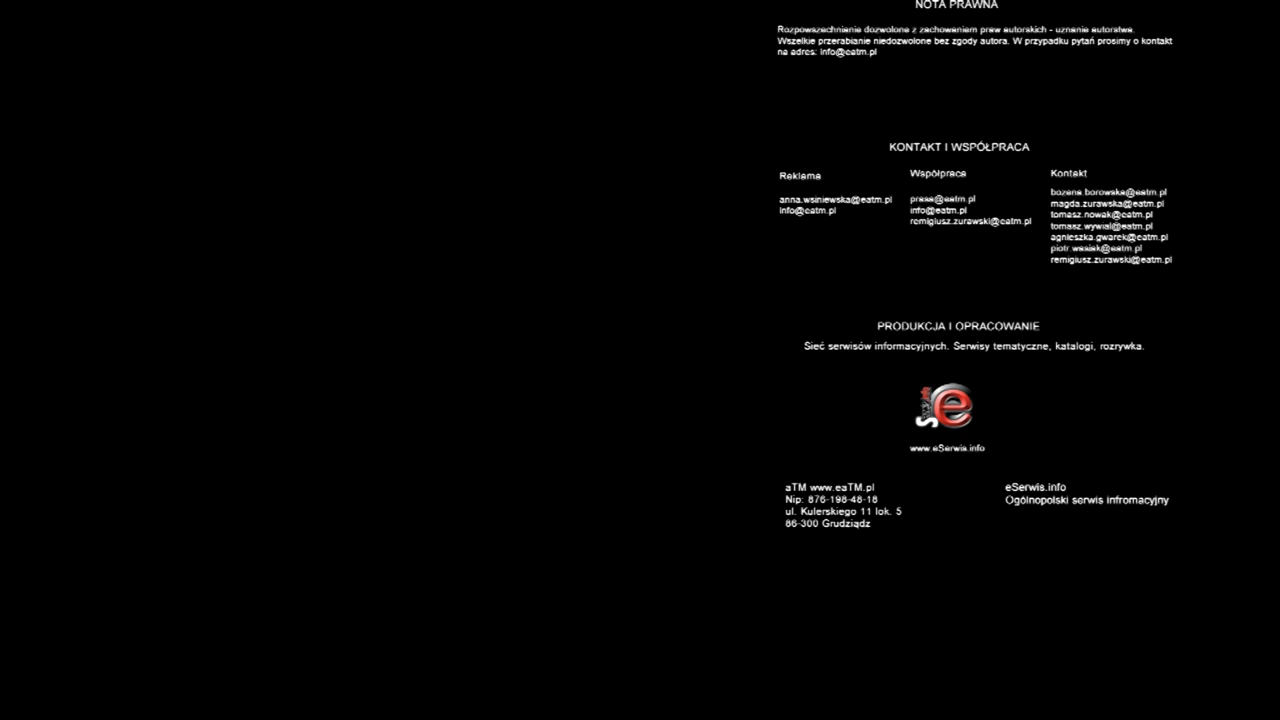 NOTA PRAWNA
Rozpowszechnianie dozwolone z zachowaniem praw autorskich - uznanie autorstwa.
Wszelkie przerabianie niedozwolone bez zgody autora. W przypadku pytań prosimy o kontakt
na adres: info@eatm.pl
KONTAKT I WSPÓŁPRACA
Reklama
anna.wsiniewska@eatm.pl
info@eatm.pl
Współpraca
prasa@eatm.pl
info@eatm.pl
remigiusz.zurawski@eatm.pl
Kontakt
bozena.borowska@eatm.pl
magda.zurawska@eatm.pl
tomasz.nowak@eatm.pl
tomasz.wywial@eatm.pl
agnieszka.gwarek@eatm.pl
piotr.wasiak@eatm.pl
remigiusz.zurawski@eatm.pl
PRODUKCJA I OPRACOWANIE
Sieć serwisów informacyjnych. Serwisy tematyczne, katalogi, rozrywka.
e
www.eSerwis.info
aTM www.eaTM.pl
Nip: 876-198-48-18
ul. Kulerskiego 11 lok. 5
86-300 Grudziądz
eSerwis.info
Ogólnopolski serwis infromacyjny